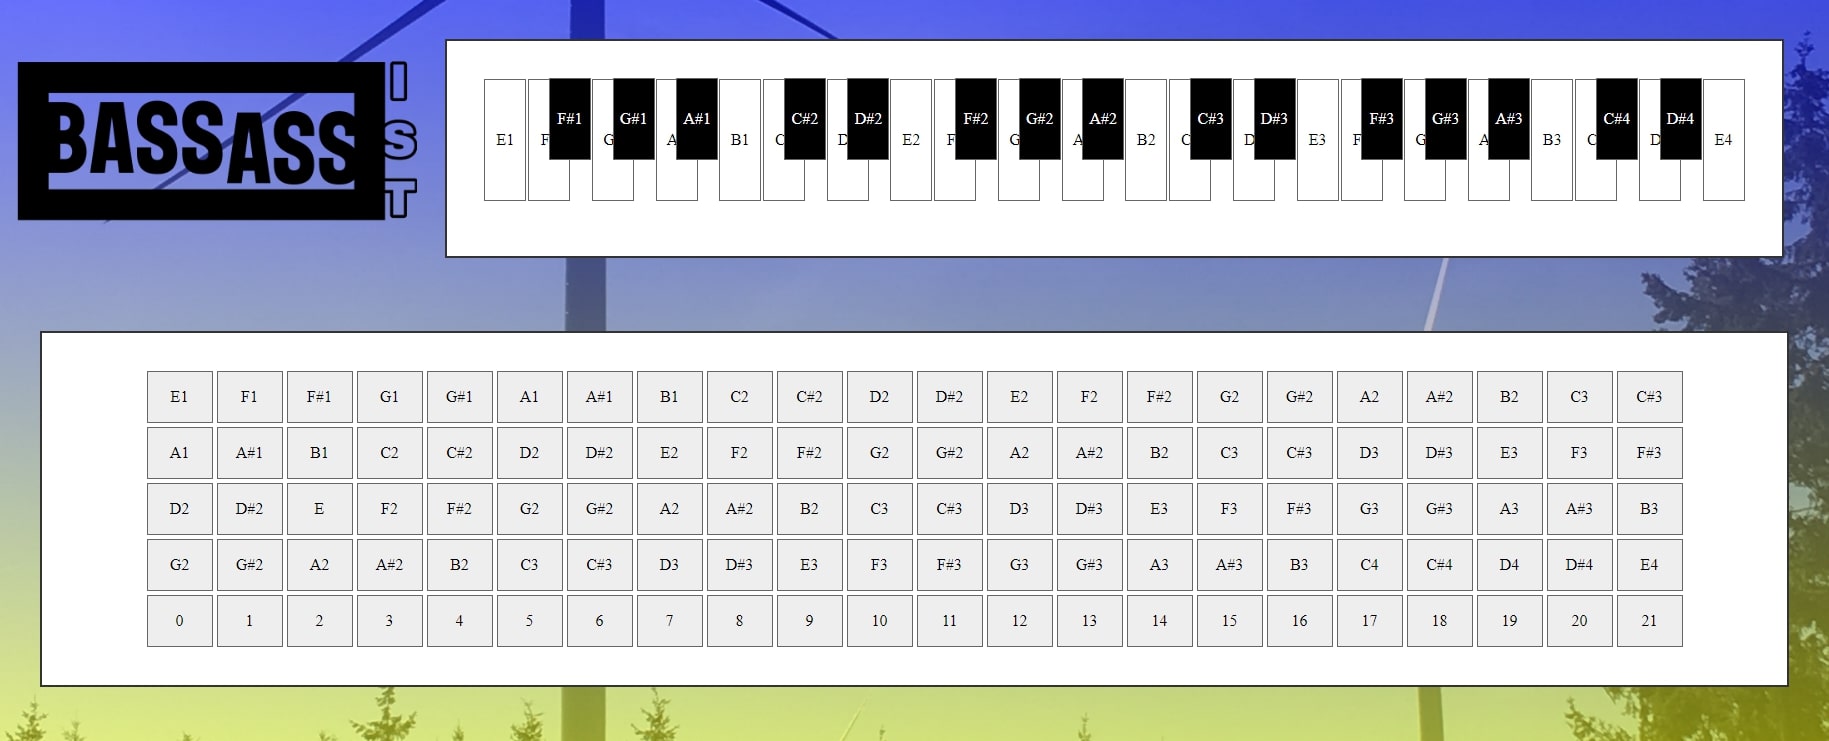 BASSASS
IST
F#1 G#1 A#1 C#2 D#2 F#2 G#2 A#2 C#3 D#3 F#3 G#3 A#3 C#4 D#4
E1 F G A B1 C D E2 F G A B2 C D E3 F G A B3 C D E4
E1 F1 F#1 G1 G#1 A1 A#1 B1 C2 C#2 D2 D#2 E2 F2 F#2 G2 G#2 A2 A#2 B2 C3 C#3
A1 A#1 B1 C2 C#2 D2 D#2 E2 F2 F#2 G2 G#2 A2 A#2 B2 C3 C#3 D3 D#3 E3 F3 F#3
D2 D#2 E F2 F#2 G2 G#2 A2 A#2 B2 C3 C#3 D3 D#3 E3 F3 F#3 G3 G#3 A3 A#3 B3
G2 G#2 A2 A#2 B2 C3 C#3 D3 D#3 E3 F3 F#3 G3 G#3 A3 A#3 B3 C4 C#4 D4 D#4 E4
0 1 2 3 4 5 6 7 8 9 10 11 12 13 14 15 16 17 18 19 20 21